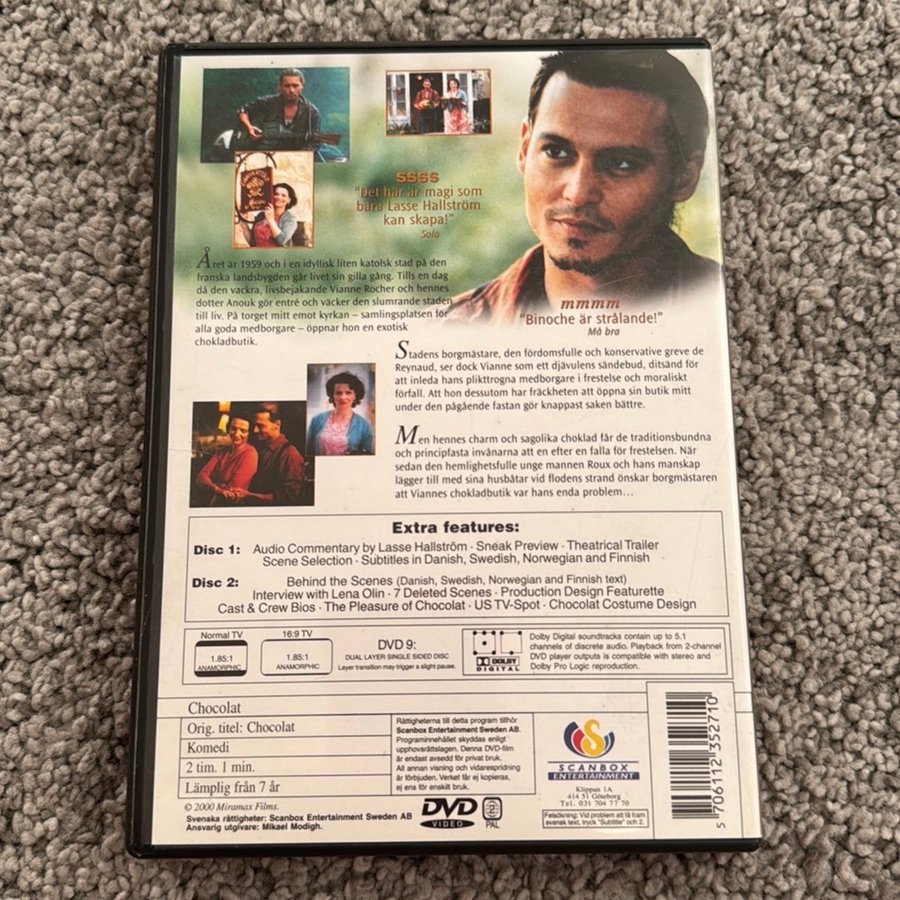 SSSS
"Det här är magi som
bara Lasse Hallström
kan skapa!"
Solo
Året är 1959 och i en idyllisk liten katolsk stad på den
franska landsbygden går livet sin gilla gång. Tills en dag
då den vackra, livsbejakande Vianne Rocher och hennes
dotter Anouk gör entré och väcker den slumrande staden
till liv. På torget mitt emot kyrkan – samlingsplatsen för
alla goda medborgare – öppnar hon en exotisk
chokladbutik.
mmmm
"Binoche är strålande!"
Må bra
Stadens borgmästare, den fördomsfulle och konservative greve de
Reynaud, ser dock Vianne som ett djävulens sändebud, ditsänd för
att inleda hans plikttrogna medborgare i frestelse och moraliskt
förfall. Att hon dessutom har fräckheten att öppna sin butik mitt
under den pågående fastan gör knappast saken bättre.
Men hennes charm och sagolika choklad får de traditionsbundna
och principfasta invånarna att en efter en falla för frestelsen. När
sedan den hemlighetsfulle unge mannen Roux och hans manskap
lägger till med sina husbåtar vid flodens strand önskar borgmästaren
att Viannes chokladbutik var hans enda problem…
Extra features:
Disc 1: Audio Commentary by Lasse Hallström · Sneak Preview · Theatrical Trailer
Scene Selection · Subtitles in Danish, Swedish, Norwegian and Finnish
Disc 2: Behind the Scenes (Danish, Swedish, Norwegian and Finnish text)
Interview with Lena Olin · 7 Deleted Scenes · Production Design Featurette
Cast & Crew Bios · The Pleasure of Chocolat · US TV-Spot · Chocolat Costume Design
Normal TV
1.85:1
ANAMORPHIC
16:9 TV
1.85:1
ANAMORPHIC
DVD 9:
DUAL LAYER SINGLE SIDED DISC
Layer transition may trigger a slight pause.
DOLBY
DIGITAL
Dolby Digital soundtracks contain up to 5.1
channels of discrete audio. Playback from 2-channel
DVD player outputs is compatible with stereo and
Dolby Pro Logic reproduction.
Chocolat
Orig. titel: Chocolat
Komedi
2 tim. 1 min.
Lämplig från 7 år
© 2000 Miramax Films.
Svenska rättigheter: Scanbox Entertainment Sweden AB
Ansvarig utgivare: Mikael Modigh.
Rättigheterna till detta program tillhör
Scanbox Entertainment Sweden AB.
Programinnehållet skyddas enligt
upphovsrättslagen. Denna DVD-film
är endast avsedd för privat bruk.
All annan visning och vidarespridning
är förbjuden. Verket får ej kopieras,
ej ens för enskilt bruk.
DVD
VIDEO
2
PAL
S
SCANBOX
ENTERTAINMENT
Klippan 1A
414 51 Göteborg
Tel. 031 704 77 70
Felsökning: Vid problem att få fram
svensk text, tryck "Subtitle" och 2.
5 706112 352710